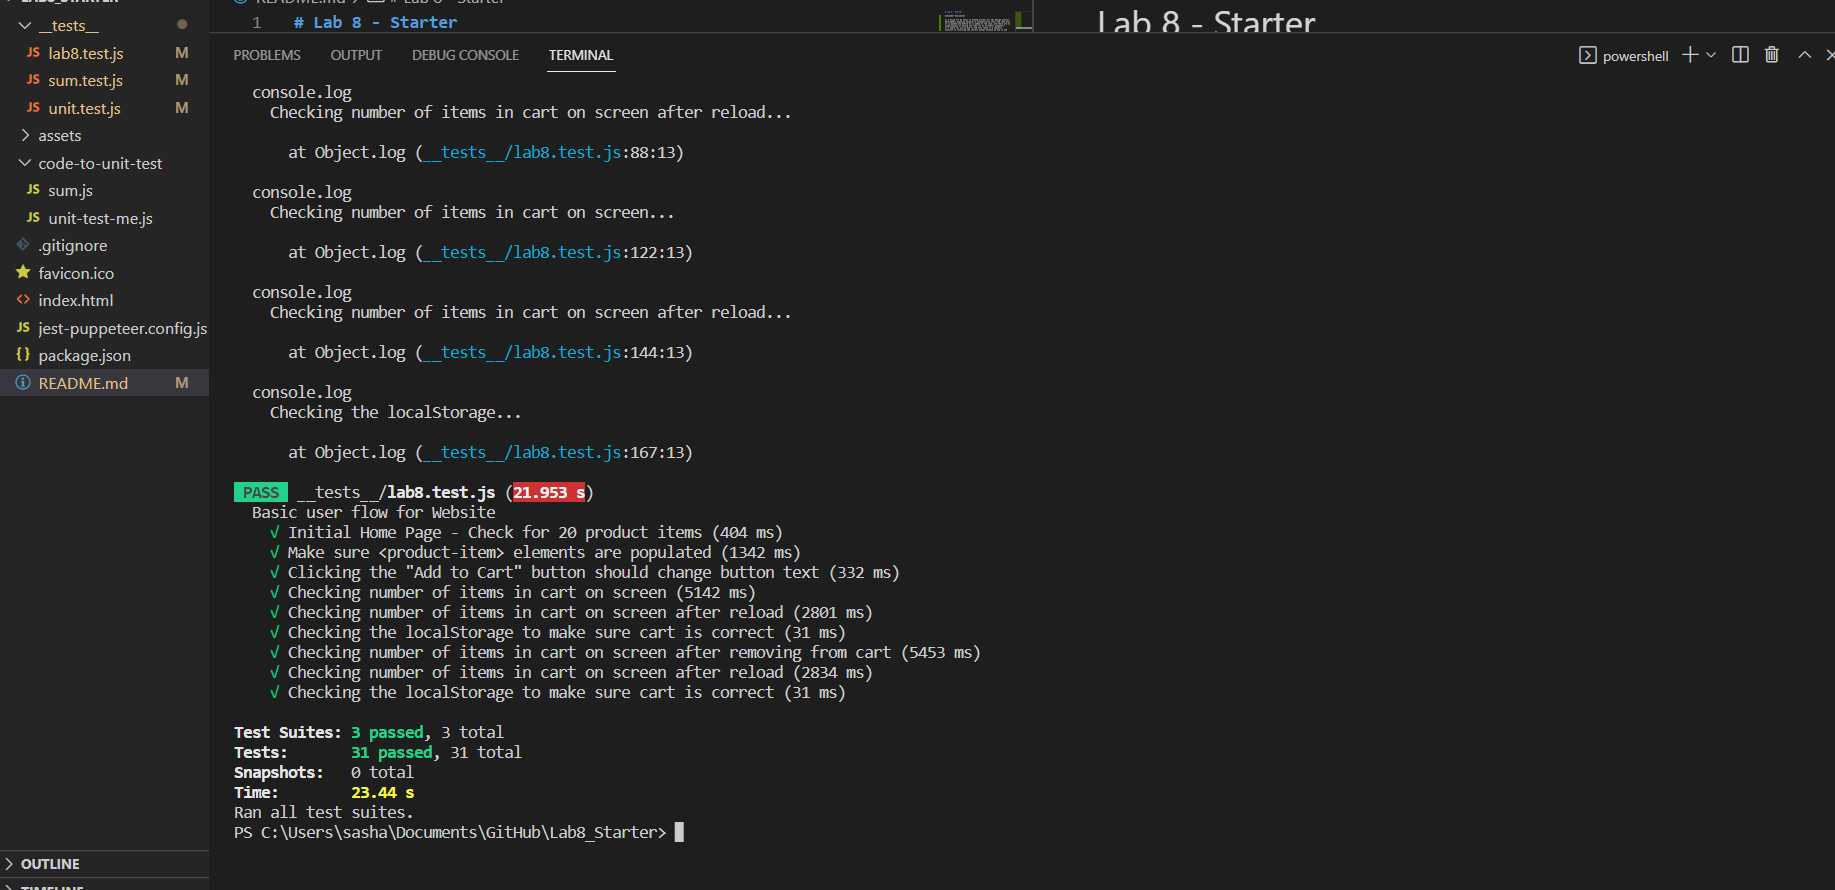 LAB8_STARTER
__tests__
JS lab8.test.js M
JS sum.test.js M
JS unit.test.js M
assets
code-to-unit-test
JS sum.js
JS unit-test-me.js
.gitignore
favicon.ico
<> index.html
JS jest-puppeteer.config.js
{} package.json
README.md M
OUTLINE
TIMELINE
README.md > # Lab 8 - Starter
1 # Lab 8 - Starter
Lab 8 - Starter
PROBLEMS OUTPUT DEBUG CONSOLE TERMINAL
powershell
console.log
Checking number of items in cart on screen after reload...
at Object.log (__tests__/lab8.test.js:88:13)
console.log
Checking number of items in cart on screen...
at Object.log (__tests__/lab8.test.js:122:13)
console.log
Checking number of items in cart on screen after reload...
at Object.log (__tests__/lab8.test.js:144:13)
console.log
Checking the localStorage...
at Object.log (__tests__/lab8.test.js:167:13)
PASS __tests__/lab8.test.js (21.953 s)
Basic user flow for Website
√ Initial Home Page - Check for 20 product items (404 ms)
√ Make sure <product-item> elements are populated (1342 ms)
√ Clicking the "Add to Cart" button should change button text (332 ms)
√ Checking number of items in cart on screen (5142 ms)
√ Checking number of items in cart on screen after reload (2801 ms)
√ Checking the localStorage to make sure cart is correct (31 ms)
√ Checking number of items in cart on screen after removing from cart (5453 ms)
√ Checking number of items in cart on screen after reload (2834 ms)
√ Checking the localStorage to make sure cart is correct (31 ms)
Test Suites: 3 passed, 3 total
Tests: 31 passed, 31 total
Snapshots: 0 total
Time: 23.44 s
Ran all test suites.
PS C:\Users\sasha\Documents\GitHub\Lab8_Starter>